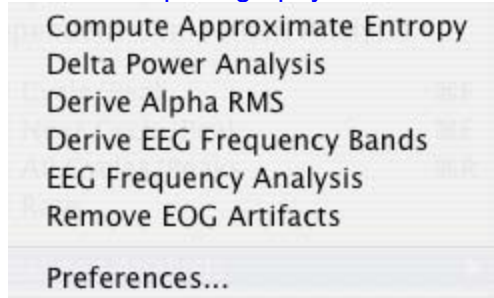 Compute Approximate Entropy
Delta Power Analysis
Derive Alpha RMS
Derive EEG Frequency Bands
EEG Frequency Analysis
Remove EOG Artifacts
Preferences...